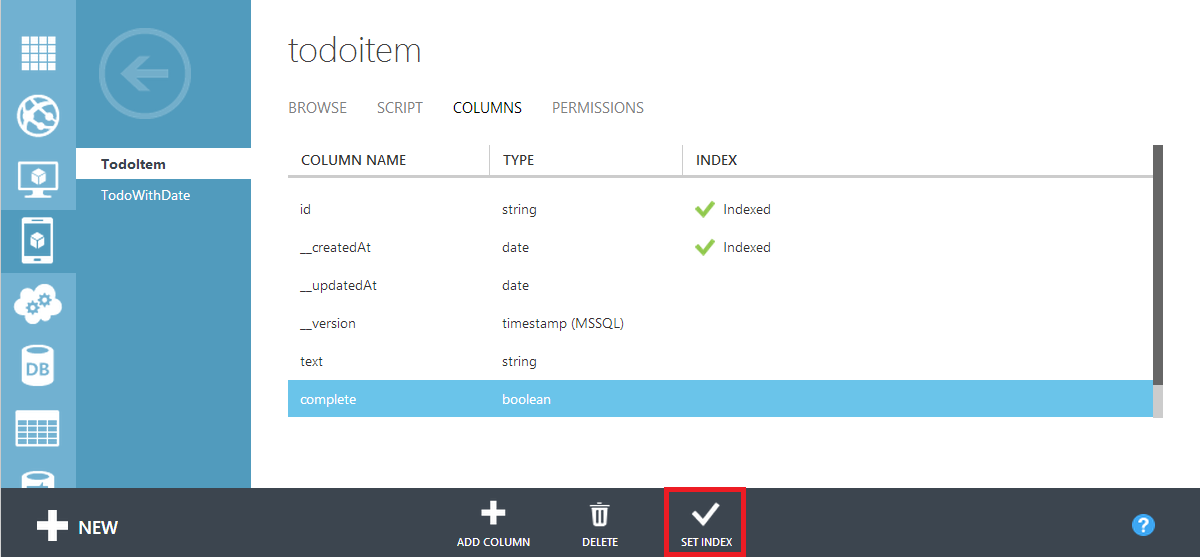 todoitem
BROWSE SCRIPT COLUMNS PERMISSIONS
TodoItem
TodoWithDate
COLUMN NAME TYPE INDEX
id string Indexed
__createdAt date Indexed
__updatedAt date
__version timestamp (MSSQL)
text string
complete boolean
DB
NEW
ADD COLUMN
DELETE
SET INDEX
?